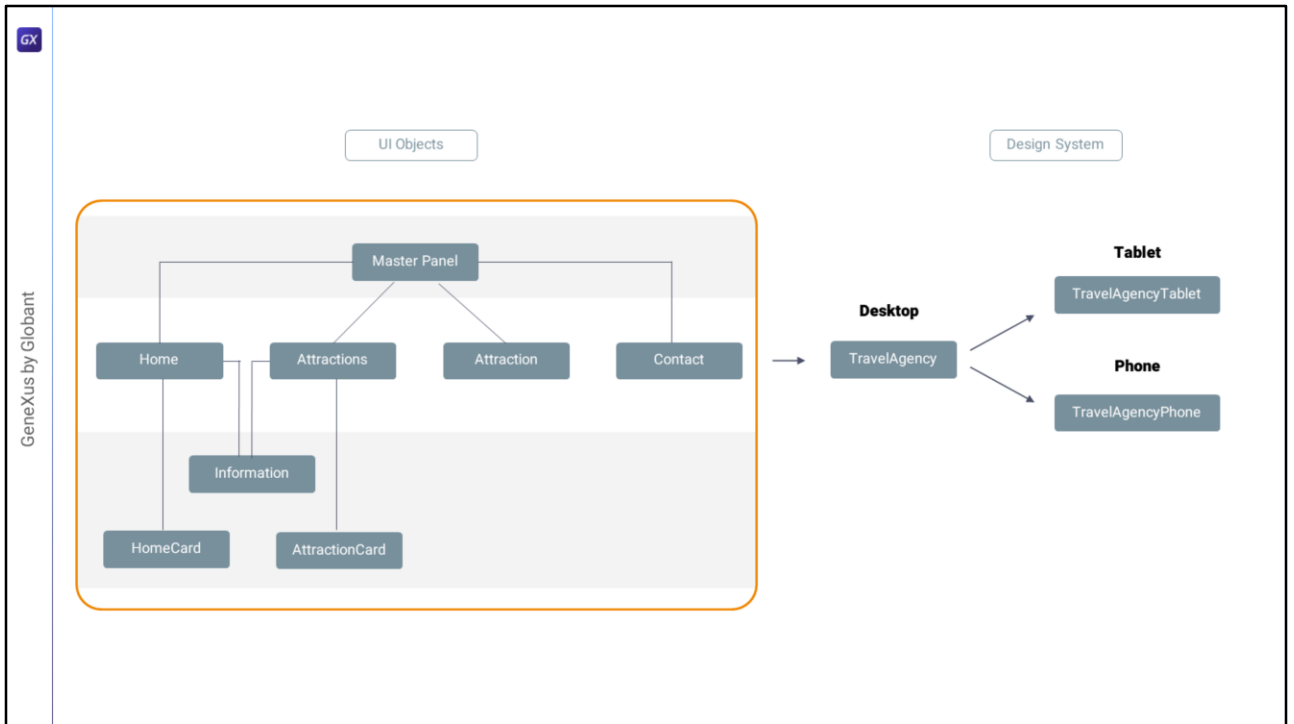 GX
GeneXus by Globant
UI Objects
Design System
Master Panel
Home
Attractions
Attraction
Contact
Information
HomeCard
AttractionCard
Desktop
TravelAgency
Tablet
TravelAgencyTablet
Phone
TravelAgencyPhone